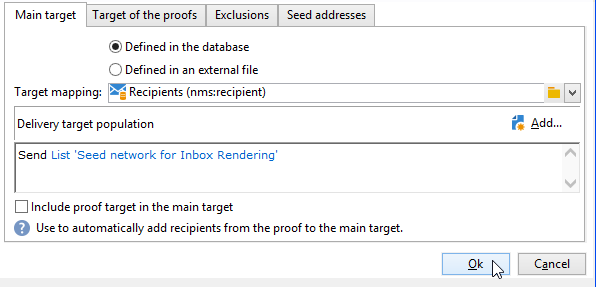 Main target Target of the proofs Exclusions Seed addresses
Defined in the database
Defined in an external file
Target mapping: Recipients (nms:recipient)
Delivery target population Add...
Send List 'Seed network for Inbox Rendering'
Include proof target in the main target
? Use to automatically add recipients from the proof to the main target.
Ok Cancel